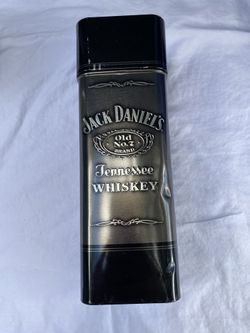 JACK DANIEL'S
Old
No.7
BRAND
Tennessee
WHISKEY